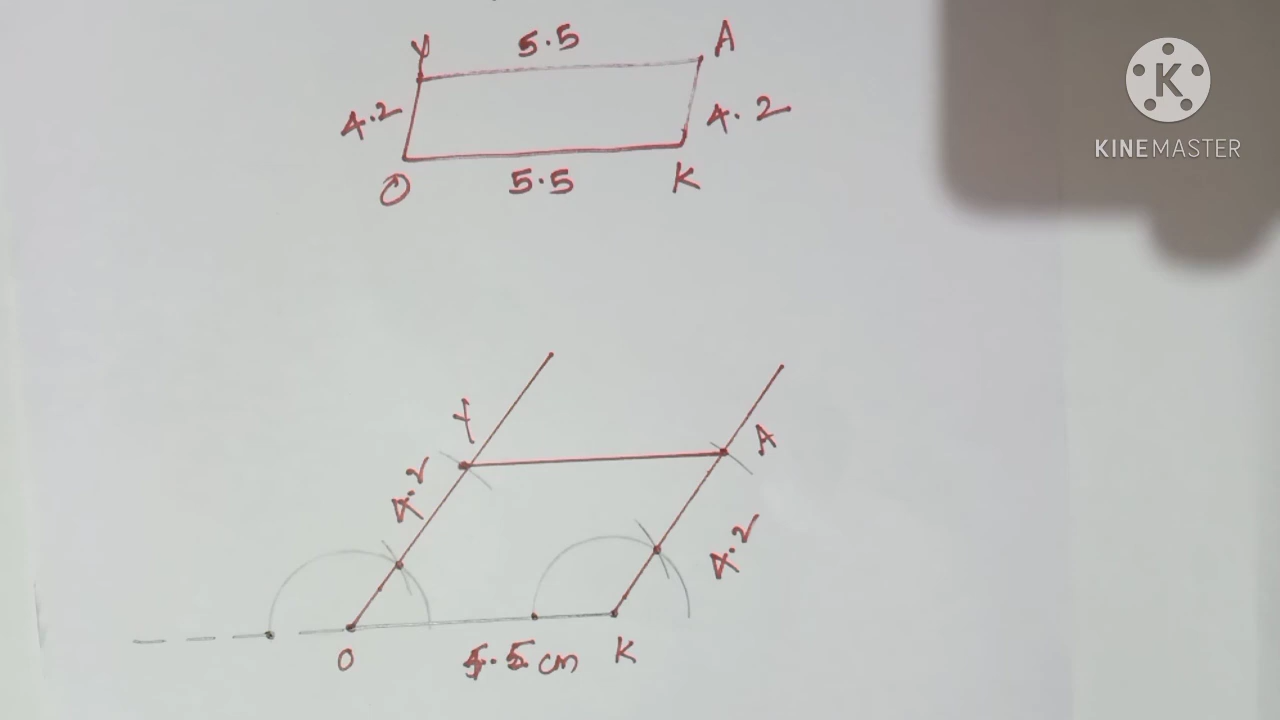 Y 5.5 A
4.2 4.2
O 5.5 K
K
KINEMASTER
Y A
4.2 4.2
O 5.5 cm K